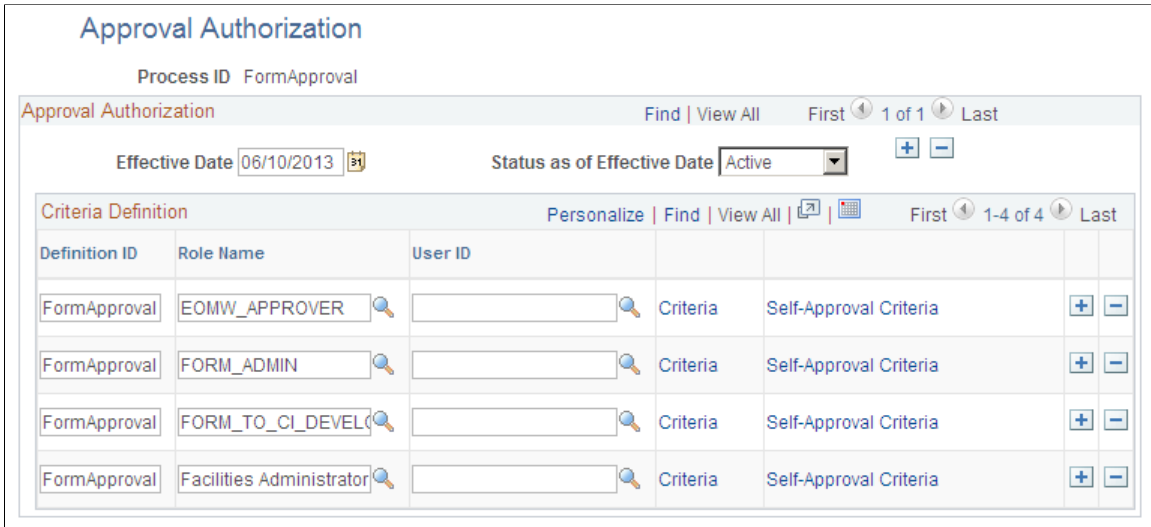 Approval Authorization
Process ID FormApproval
Approval Authorization Find | View All First 1 of 1 Last
Effective Date 06/10/2013 31 Status as of Effective Date Active
Criteria Definition Personalize | Find | View All | | First 1-4 of 4 Last
Definition ID Role Name User ID
FormApproval EOMW_APPROVER Criteria Self-Approval Criteria
FormApproval FORM_ADMIN Criteria Self-Approval Criteria
FormApproval Criteria Self-Approval Criteria
FormApproval Facilities Administrator Criteria Self-Approval Criteria